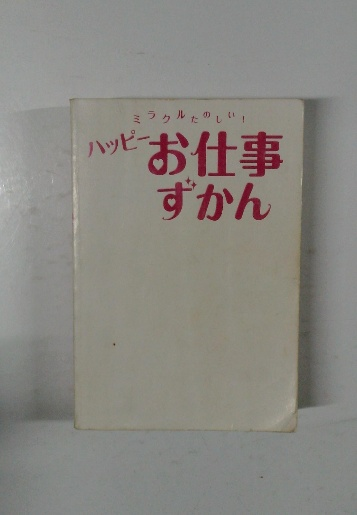 ミラクルたのしい！
ハッピー
お仕事
ずかん